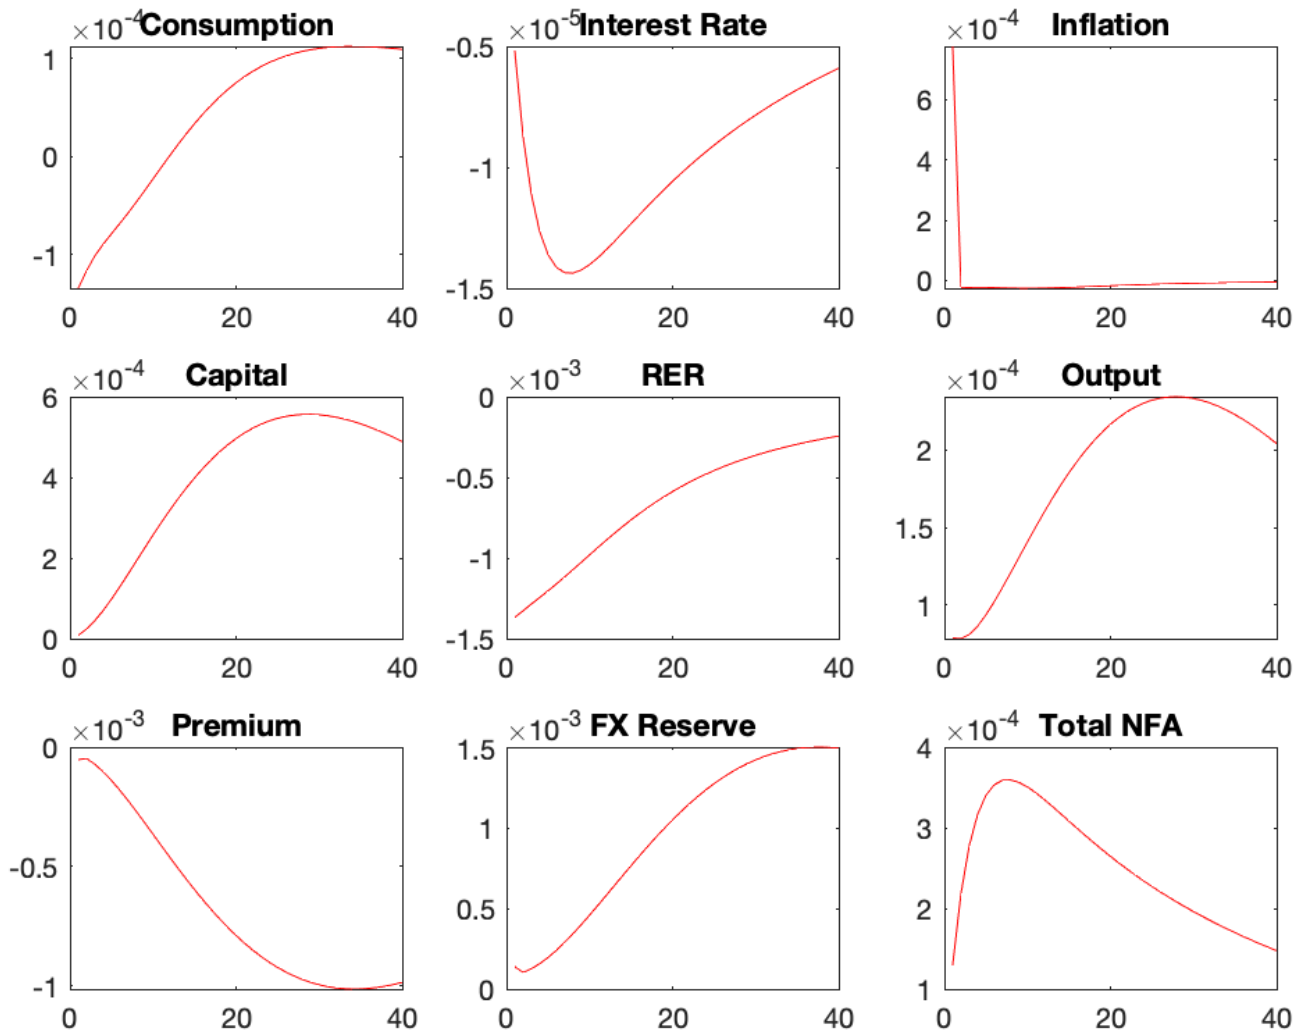 ×10⁻⁴ Consumption
1
0
-1
0 20 40
×10⁻⁵ Interest Rate
-0.5
-1
-1.5
0 20 40
×10⁻⁴ Inflation
6
4
2
0
0 20 40
×10⁻⁴ Capital
6
4
2
0
0 20 40
×10⁻³ RER
0
-0.5
-1
-1.5
0 20 40
×10⁻⁴ Output
2
1.5
1
0 20 40
×10⁻³ Premium
0
-0.5
-1
0 20 40
×10⁻³ FX Reserve
1.5
1
0.5
0
0 20 40
×10⁻⁴ Total NFA
4
3
2
1
0 20 40